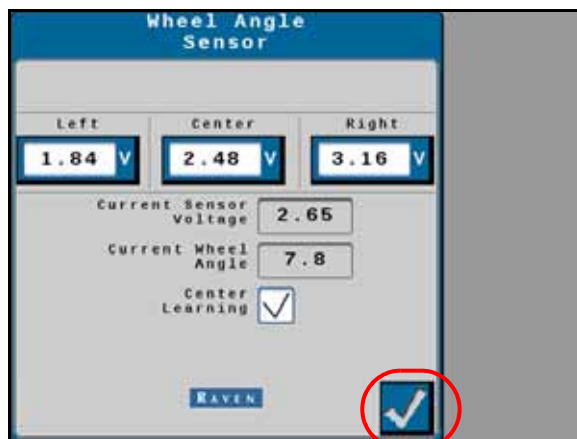 Wheel Angle
Sensor
Left
Center
Right
1.84 V
2.48 V
3.16 V
Current Sensor
Voltage
2.65
Current Wheel
Angle
7.8
Center
Learning
RAVEN